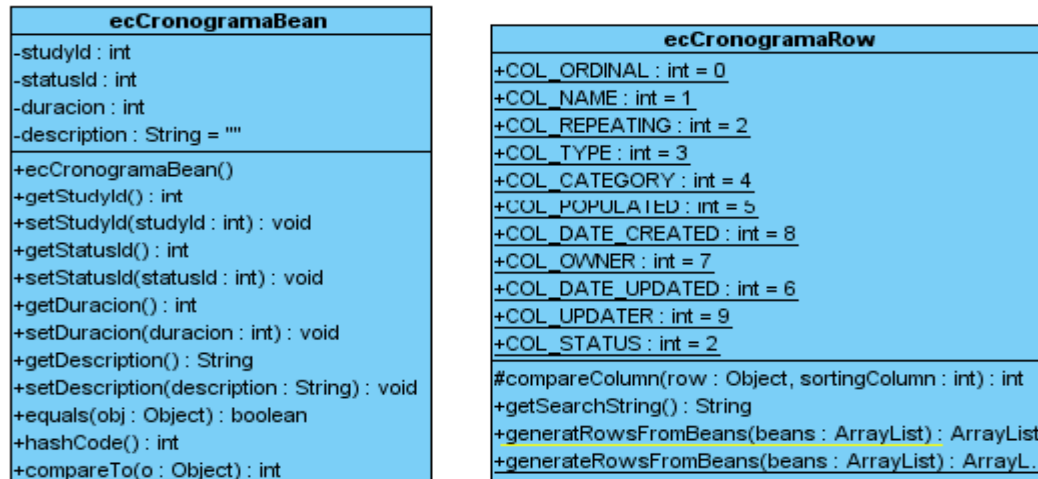 ecCronogramaBean
-studyId : int
-statusId : int
-duracion : int
-description : String = ""
+ecCronogramaBean()
+getStudyId() : int
+setStudyId(studyId : int) : void
+getStatusId() : int
+setStatusId(statusId : int) : void
+getDuracion() : int
+setDuracion(duracion : int) : void
+getDescription() : String
+setDescription(description : String) : void
+equals(obj : Object) : boolean
+hashCode() : int
+compareTo(o : Object) : int
ecCronogramaRow
+COL_ORDINAL : int = 0
+COL_NAME : int = 1
+COL_REPEATING : int = 2
+COL_TYPE : int = 3
+COL_CATEGORY : int = 4
+COL_POPULATED : int = 5
+COL_DATE_CREATED : int = 8
+COL_OWNER : int = 7
+COL_DATE_UPDATED : int = 6
+COL_UPDATER : int = 9
+COL_STATUS : int = 2
#compareColumn(row : Object, sortingColumn : int) : int
+getSearchString() : String
+generatRowsFromBeans(beans : ArrayList) : ArrayList
+generateRowsFromBeans(beans : ArrayList) : ArrayL...